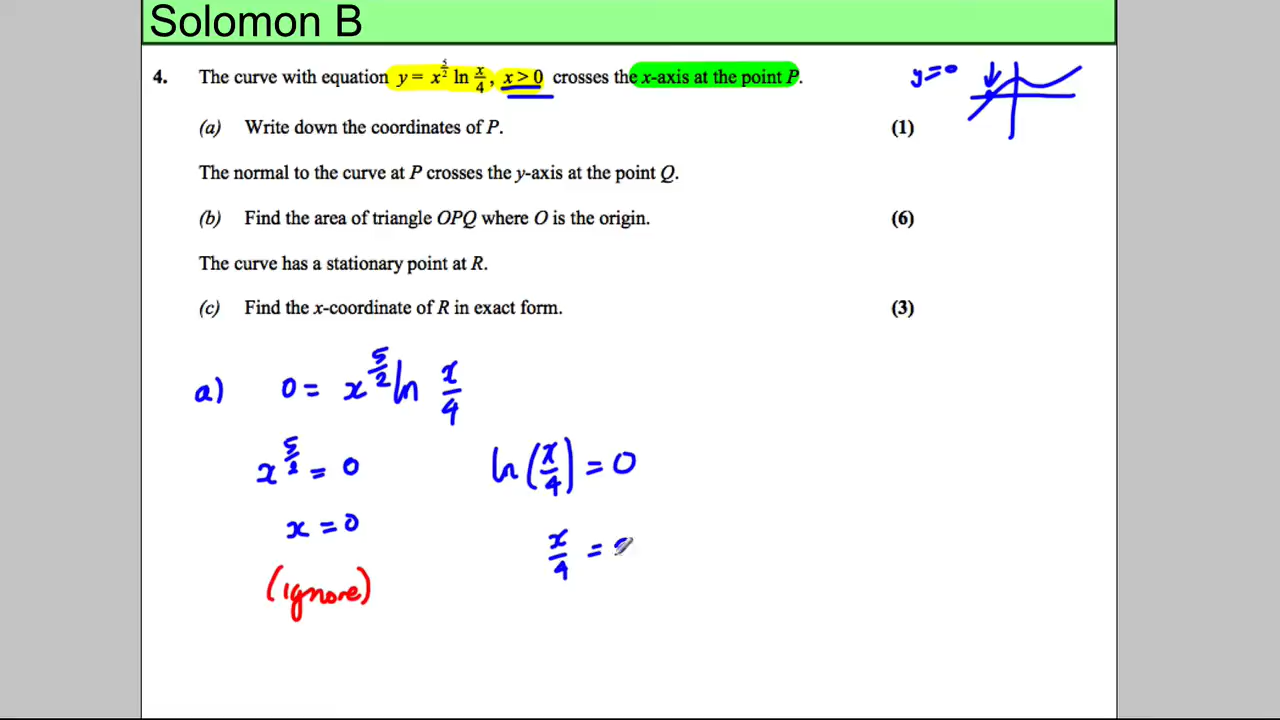 Solomon B
4. The curve with equation y = x^{5/2} ln x/4, x > 0 crosses the x-axis at the point P.
y=0
(a) Write down the coordinates of P. (1)
The normal to the curve at P crosses the y-axis at the point Q.
(b) Find the area of triangle OPQ where O is the origin. (6)
The curve has a stationary point at R.
(c) Find the x-coordinate of R in exact form. (3)
a) 0 = x^{5/2} ln x/4
x^{5/2} = 0 ln(x/4) = 0
x = 0 x/4 =
(ignore)